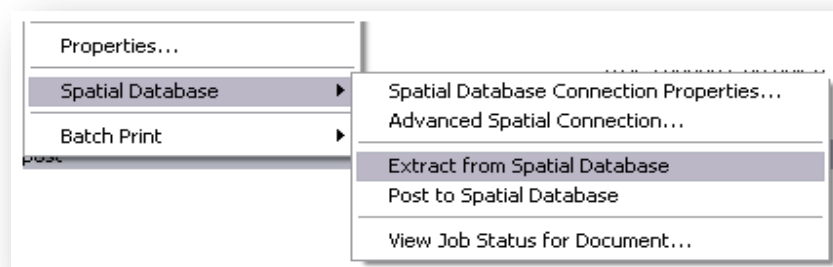 Properties...
Spatial Database
Batch Print
Spatial Database Connection Properties...
Advanced Spatial Connection...
Extract from Spatial Database
Post to Spatial Database
View Job Status for Document...